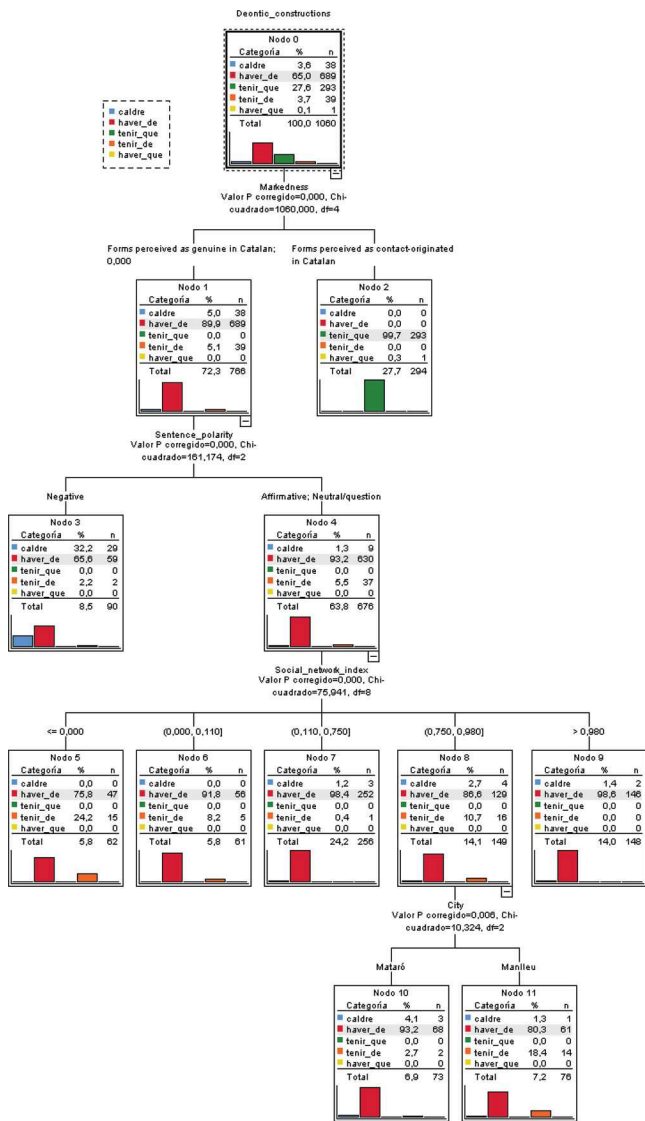 Deontic_constructions
Nodo 0
Categoría % n
caldre 3,6 38
haver_de 65,0 689
tenir_que 27,6 293
tenir_de 3,7 39
haver_que 0,1 1
Total 100,0 1060
caldre
haver_de
tenir_que
tenir_de
haver_que
Markedness
Valor P corregido=0,000, Chi-
cuadrado=1060,000, df=4
Forms perceived as genuine in Catalan;
0,000
Forms perceived as contact-originated
in Catalan
Nodo 1
Categoría % n
caldre 5,0 38
haver_de 89,9 689
tenir_que 0,0 0
tenir_de 5,1 39
haver_que 0,0 0
Total 72,3 766
Nodo 2
Categoría % n
caldre 0,0 0
haver_de 0,0 0
tenir_que 99,7 293
tenir_de 0,0 0
haver_que 0,3 1
Total 27,7 294
Sentence_polarity
Valor P corregido=0,000, Chi-
cuadrado=161,174, df=2
Negative
Affirmative; Neutral/question
Nodo 3
Categoría % n
caldre 32,2 29
haver_de 65,6 59
tenir_que 0,0 0
tenir_de 2,2 2
haver_que 0,0 0
Total 8,5 90
Nodo 4
Categoría % n
caldre 1,3 9
haver_de 93,2 630
tenir_que 0,0 0
tenir_de 5,5 37
haver_que 0,0 0
Total 63,8 676
Social_network_index
Valor P corregido=0,000, Chi-
cuadrado=75,941, df=8
<= 0,000
(0,000, 0,110]
(0,110, 0,750]
(0,750, 0,980]
> 0,980
Nodo 5
Categoría % n
caldre 0,0 0
haver_de 75,8 47
tenir_que 0,0 0
tenir_de 24,2 15
haver_que 0,0 0
Total 5,8 62
Nodo 6
Categoría % n
caldre 0,0 0
haver_de 91,8 56
tenir_que 0,0 0
tenir_de 8,2 5
haver_que 0,0 0
Total 5,8 61
Nodo 7
Categoría % n
caldre 1,2 3
haver_de 98,4 252
tenir_que 0,0 0
tenir_de 0,4 1
haver_que 0,0 0
Total 24,2 256
Nodo 8
Categoría % n
caldre 2,7 4
haver_de 86,6 129
tenir_que 0,0 0
tenir_de 10,7 16
haver_que 0,0 0
Total 14,1 149
Nodo 9
Categoría % n
caldre 1,4 2
haver_de 98,6 146
tenir_que 0,0 0
tenir_de 0,0 0
haver_que 0,0 0
Total 14,0 148
City
Valor P corregido=0,006, Chi-
cuadrado=10,324, df=2
Mataró
Manlleu
Nodo 10
Categoría % n
caldre 4,1 3
haver_de 93,2 68
tenir_que 0,0 0
tenir_de 2,7 2
haver_que 0,0 0
Total 6,9 73
Nodo 11
Categoría % n
caldre 1,3 1
haver_de 80,3 61
tenir_que 0,0 0
tenir_de 18,4 14
haver_que 0,0 0
Total 7,2 76